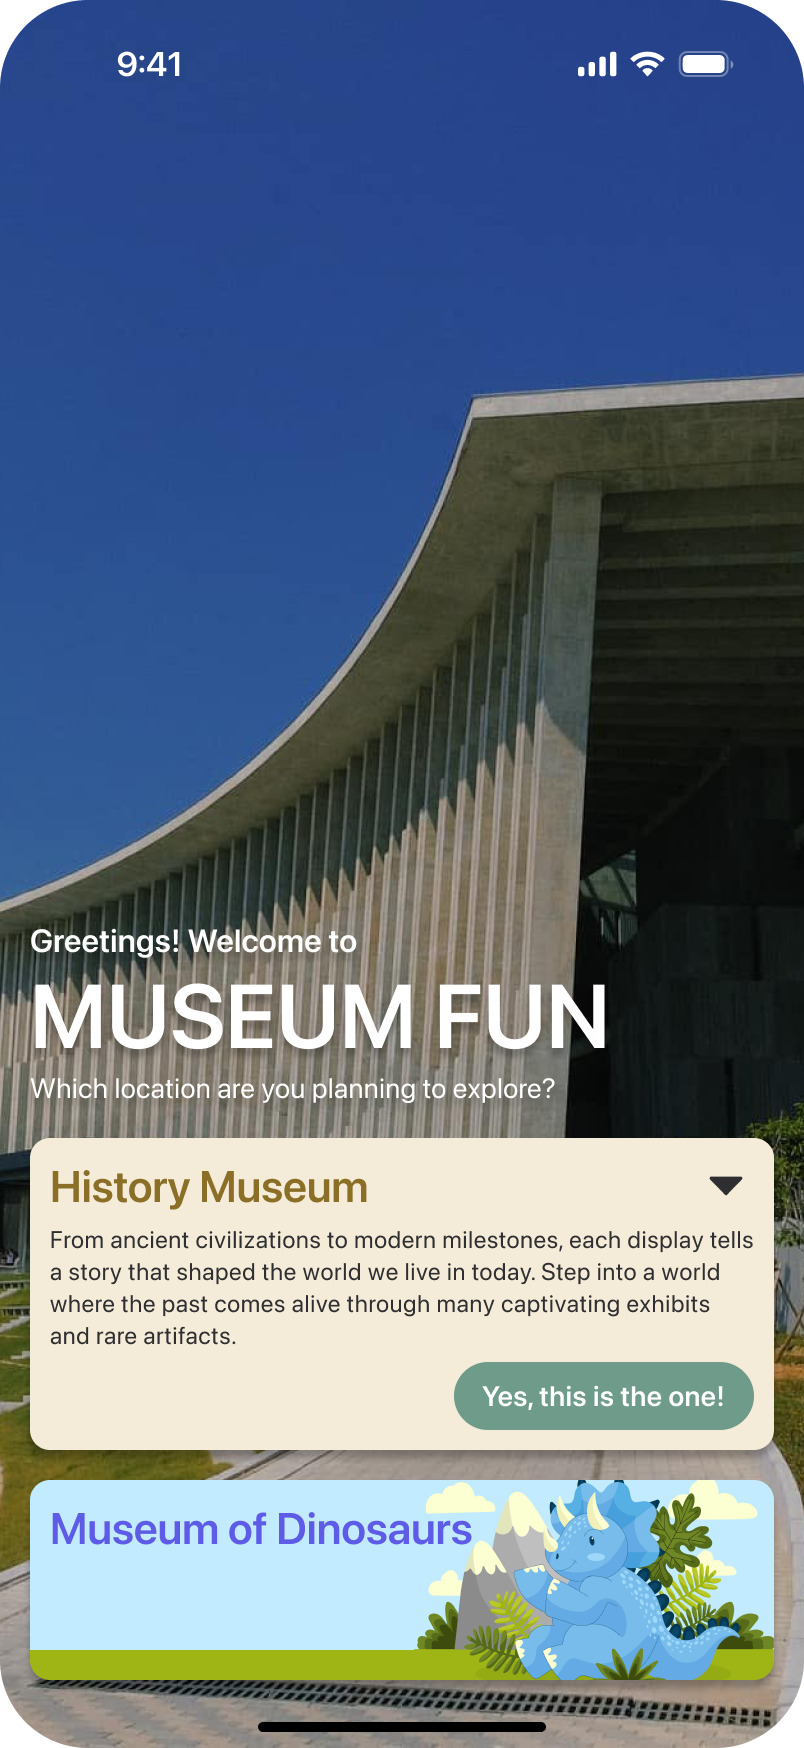 9:41
Greetings! Welcome to
MUSEUM FUN
Which location are you planning to explore?
History Museum
From ancient civilizations to modern milestones, each display tells
a story that shaped the world we live in today. Step into a world
where the past comes alive through many captivating exhibits
and rare artifacts.
Yes, this is the one!
Museum of Dinosaurs